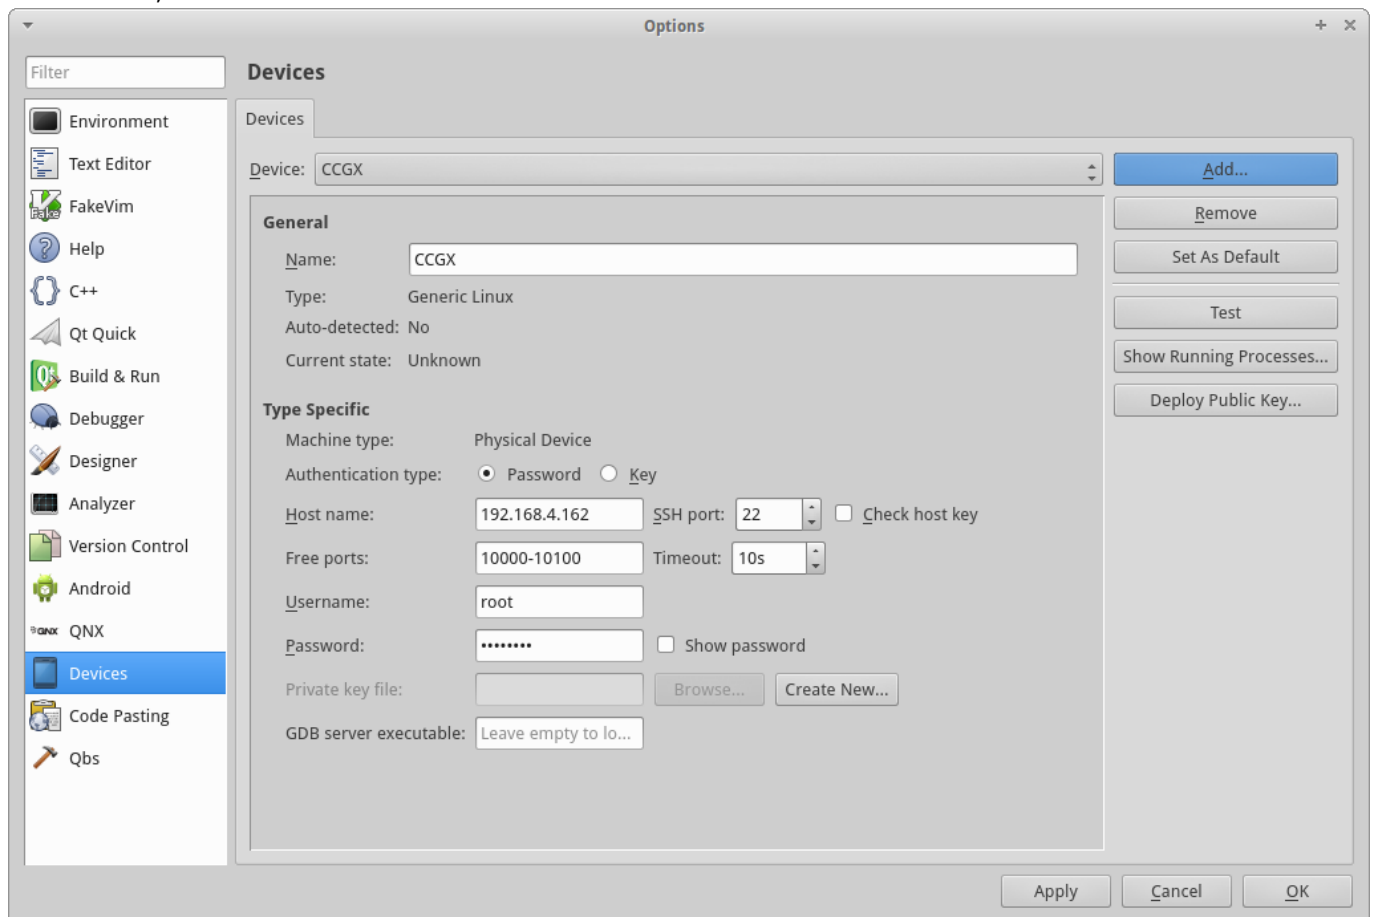 Options
Filter
Devices
Environment
Text Editor
FakeVim
Help
C++
Qt Quick
Build & Run
Debugger
Designer
Analyzer
Version Control
Android
QNX QNX
Devices
Code Pasting
Qbs
Devices
Device: CCGX
General
Name: CCGX
Type: Generic Linux
Auto-detected: No
Current state: Unknown
Type Specific
Machine type: Physical Device
Authentication type: Password Key
Host name: 192.168.4.162 SSH port: 22 Check host key
Free ports: 10000-10100 Timeout: 10s
Username: root
Password: •••••••• Show password
Private key file: Browse... Create New...
GDB server executable: Leave empty to lo...
Add...
Remove
Set As Default
Test
Show Running Processes...
Deploy Public Key...
Apply Cancel OK